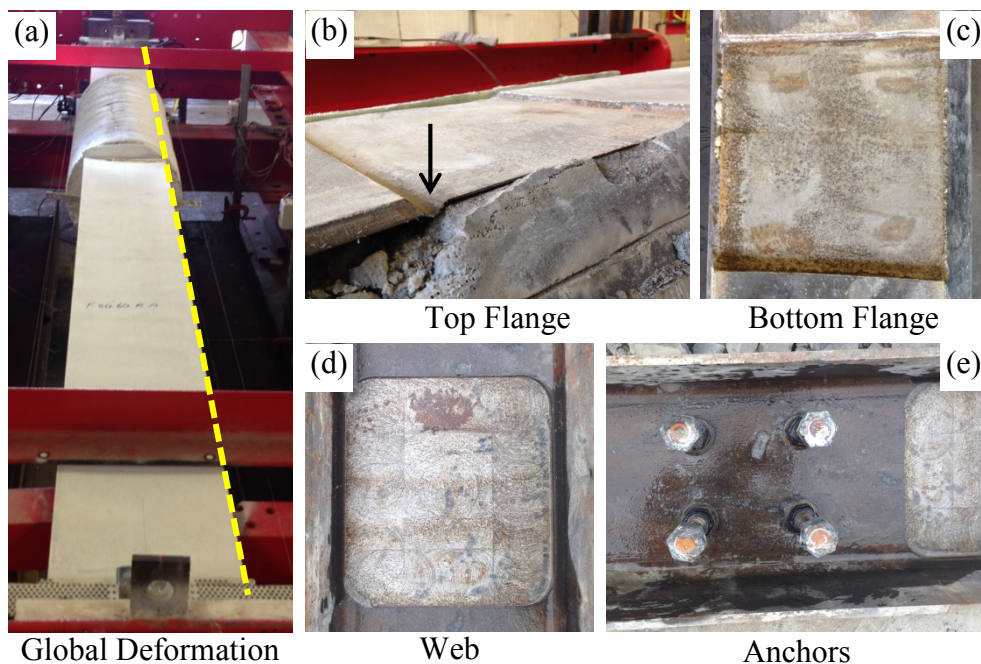 (a)
(b)
(c)
Top Flange
Bottom Flange
(d)
(e)
Global Deformation
Web
Anchors